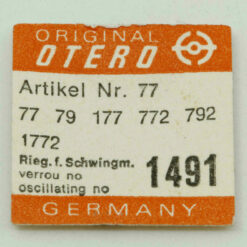 ORIGINAL
OTERO
Artikel Nr. 77
77 79 177 772 792
1772
Rieg. f. Schwingm.
verrou no
oscillating no
1491
GERMANY